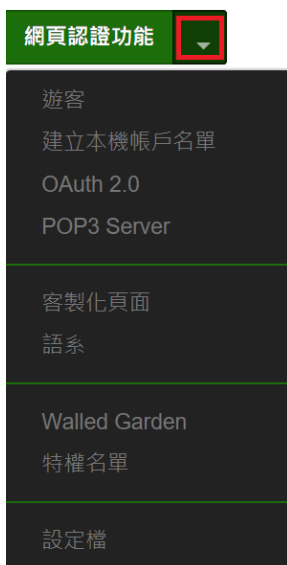 網頁認證功能
遊客
建立本機帳戶名單
OAuth 2.0
POP3 Server
客製化頁面
語系
Walled Garden
特權名單
設定檔